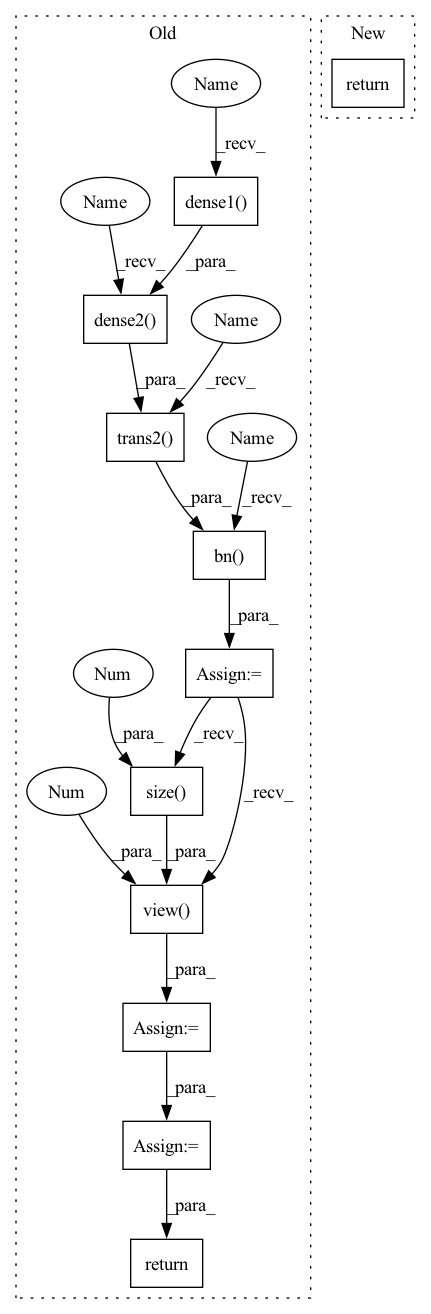 Old
New
Name
return
_recv_
Name
dense1()
_recv_
_para_
dense2()
Name
_para_
_recv_
trans2()
Name
_para_
_recv_
bn()
_para_
Num
Assign:=
_para_
_recv_
Num
size()
_recv_
_para_
_para_
view()
_para_
Assign:=
_para_
Assign:=
_para_
return